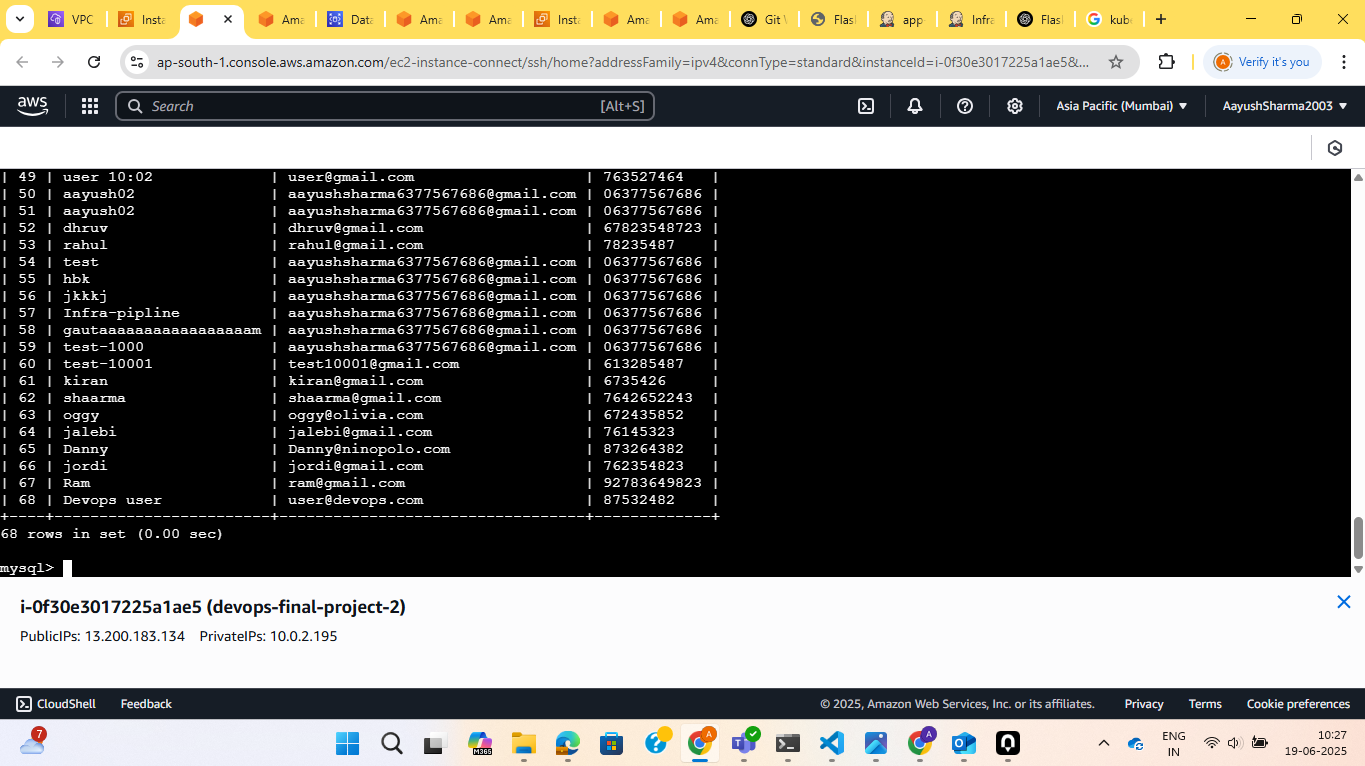 VPC
Insta
Ama
Data
Ama
Ama
Insta
Ama
Ama
Git
Flas
app
Infra
Flas
kub
ap-south-1.console.aws.amazon.com/ec2-instance-connect/ssh/home?addressFamily=ipv4&connType=standard&instanceId=i-0f30e3017225a1ae5&...
Verify it's you
aws
Search
[Alt+S]
Asia Pacific (Mumbai)
AayushSharma2003
| 49 | user 10:02 | user@gmail.com | 763527464 |
| 50 | aayush02 | aayushsharma6377567686@gmail.com | 06377567686 |
| 51 | aayush02 | aayushsharma6377567686@gmail.com | 06377567686 |
| 52 | dhruv | dhruv@gmail.com | 67823548723 |
| 53 | rahul | rahul@gmail.com | 78235487 |
| 54 | test | aayushsharma6377567686@gmail.com | 06377567686 |
| 55 | hbk | aayushsharma6377567686@gmail.com | 06377567686 |
| 56 | jkkkj | aayushsharma6377567686@gmail.com | 06377567686 |
| 57 | Infra-pipline | aayushsharma6377567686@gmail.com | 06377567686 |
| 58 | gautaaaaaaaaaaaaaaaaam | aayushsharma6377567686@gmail.com | 06377567686 |
| 59 | test-1000 | aayushsharma6377567686@gmail.com | 06377567686 |
| 60 | test-10001 | test10001@gmail.com | 613285487 |
| 61 | kiran | kiran@gmail.com | 6735426 |
| 62 | shaarma | shaarma@gmail.com | 7642652243 |
| 63 | oggy | oggy@olivia.com | 672435852 |
| 64 | jalebi | jalebi@gmail.com | 76145323 |
| 65 | Danny | Danny@ninopolo.com | 873264382 |
| 66 | jordi | jordi@gmail.com | 762354823 |
| 67 | Ram | ram@gmail.com | 92783649823 |
| 68 | Devops user | user@devops.com | 87532482 |
+----+------------------------+----------------------------------+-------------+
68 rows in set (0.00 sec)
mysql>
i-0f30e3017225a1ae5 (devops-final-project-2)
PublicIPs: 13.200.183.134 PrivateIPs: 10.0.2.195
CloudShell
Feedback
© 2025, Amazon Web Services, Inc. or its affiliates.
Privacy
Terms
Cookie preferences
7
M365
ENG
IN
10:27
19-06-2025